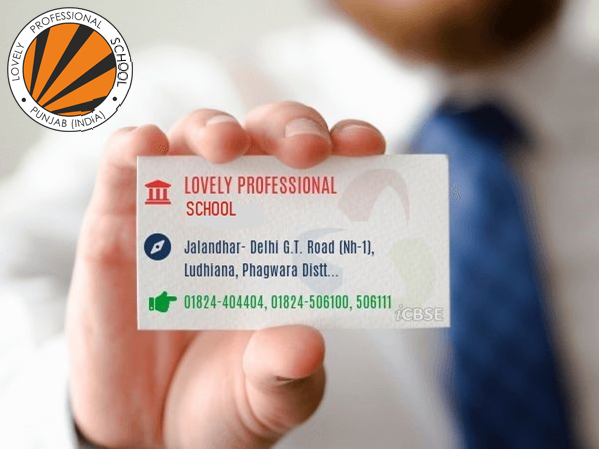 LOVELY PROFESSIONAL SCHOOL
PUNJAB (INDIA)
LOVELY PROFESSIONAL
SCHOOL
Jalandhar- Delhi G.T. Road (Nh-1),
Ludhiana, Phagwara Distt...
01824-404404, 01824-506100, 506111
iCBSE